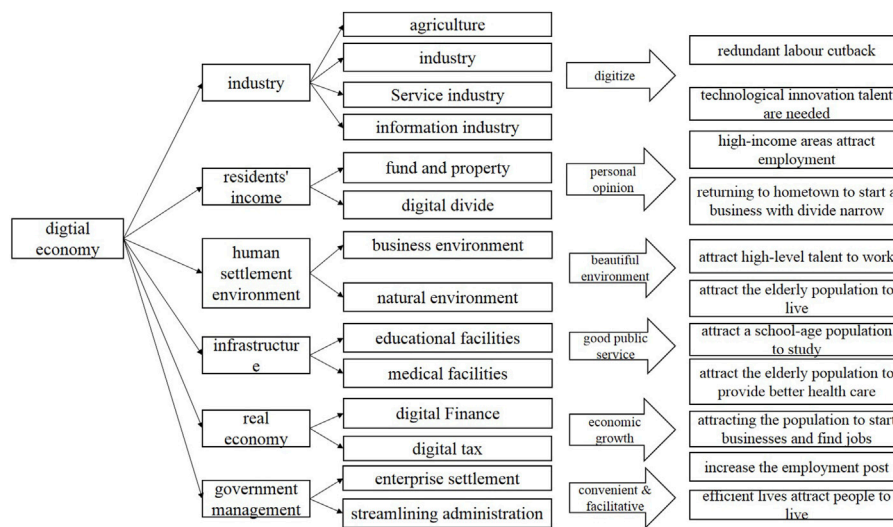 digtial
economy
industry
residents'
income
human
settlement
environment
infrastructur
e
real
economy
government
management
agriculture
industry
Service industry
information industry
fund and property
digital divide
business environment
natural environment
educational facilities
medical facilities
digital Finance
digital tax
enterprise settlement
streamlining administration
digitize
personal
opinion
beautiful
environment
good public
service
economic
growth
convenient &
facilitative
redundant labour cutback
technological innovation talent
are needed
high-income areas attract
employment
returning to hometown to start a
business with divide narrow
attract high-level talent to work
attract the elderly population to
live
attract a school-age population
to study
attract the elderly population to
provide better health care
attracting the population to start
businesses and find jobs
increase the employment post
efficient lives attract people to
live